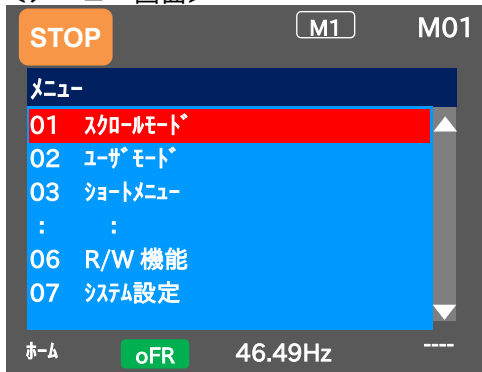 STOP M1 M01
ﾒﾆｭｰ
01 ｽｸﾛｰﾙﾓｰﾄﾞ
02 ﾕｰｻﾞﾓｰﾄﾞ
03 ｼｮｰﾄﾒﾆｭｰ
: :
06 R/W 機能
07 ｼｽﾃﾑ設定
ﾎｰﾑ oFR 46.49Hz ----